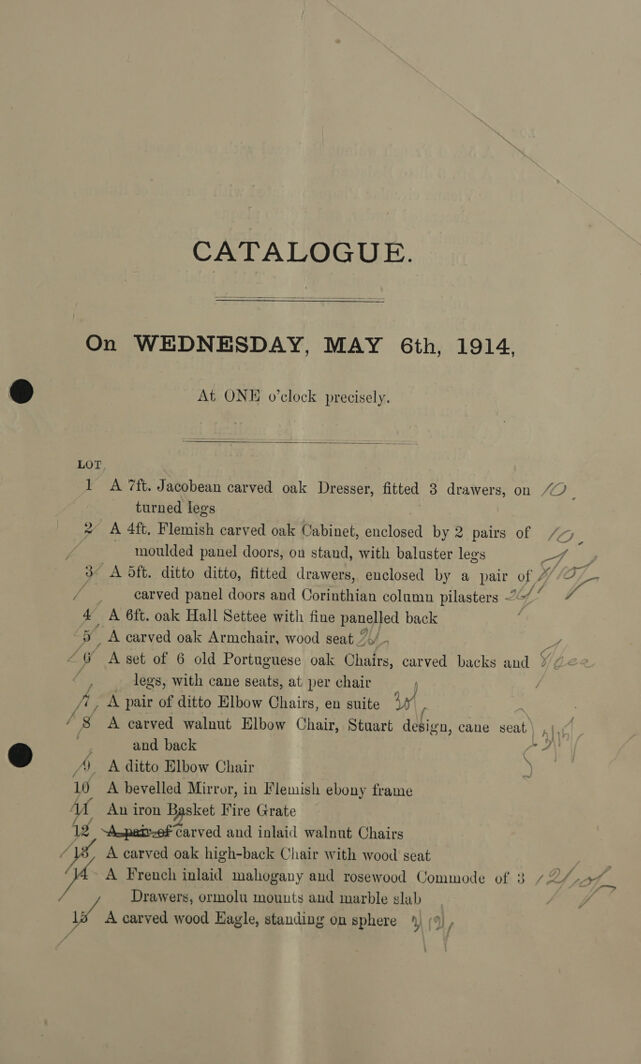 CATALOGUE.
On WEDNESDAY, MAY 6th, 1914,
At ONE o'clock precisely.
LOT
1 A 7ft. Jacobean carved oak Dresser, fitted 3 drawers, on 10
turned legs
2 A 4ft. Flemish carved oak Cabinet, enclosed by 2 pairs of 10
moulded panel doors, on stand, with baluster legs
3 A 5ft. ditto ditto, fitted drawers, enclosed by a pair of
carved panel doors and Corinthian column pilasters
4 A 6ft. oak Hall Settee with fine panelled back
5 A carved oak Armchair, wood seat
6 A set of 6 old Portuguese oak Chairs, carved backs and
legs, with cane seats, at per chair
7 A pair of ditto Elbow Chairs, en suite
8 A carved walnut Elbow Chair, Stuart design, cane seat
and back
9 A ditto Elbow Chair
10 A bevelled Mirror, in Flemish ebony frame
11 An iron Basket Fire Grate
12 A pair of carved and inlaid walnut Chairs
13 A carved oak high-back Chair with wood seat
14 A French inlaid mahogany and rosewood Commode of 3
Drawers, ormolu mounts and marble slab
15 A carved wood Eagle, standing on sphere